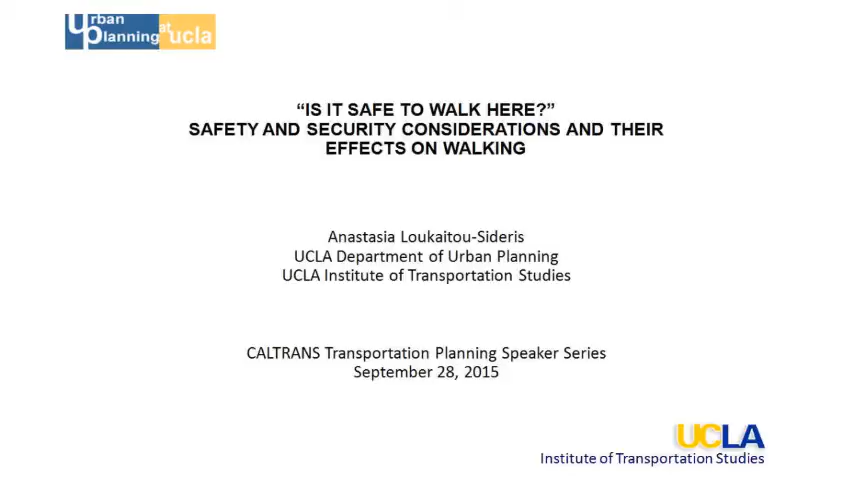 Urban
Planning at ucla
“IS IT SAFE TO WALK HERE?”
SAFETY AND SECURITY CONSIDERATIONS AND THEIR
EFFECTS ON WALKING
Anastasia Loukaitou-Sideris
UCLA Department of Urban Planning
UCLA Institute of Transportation Studies
CALTRANS Transportation Planning Speaker Series
September 28, 2015
UCLA
Institute of Transportation Studies